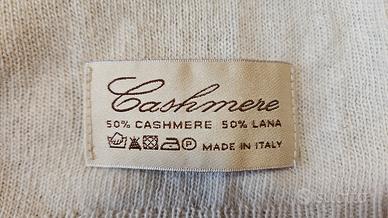 Cashmere
50% CASHMERE 50% LANA
P MADE IN ITALY